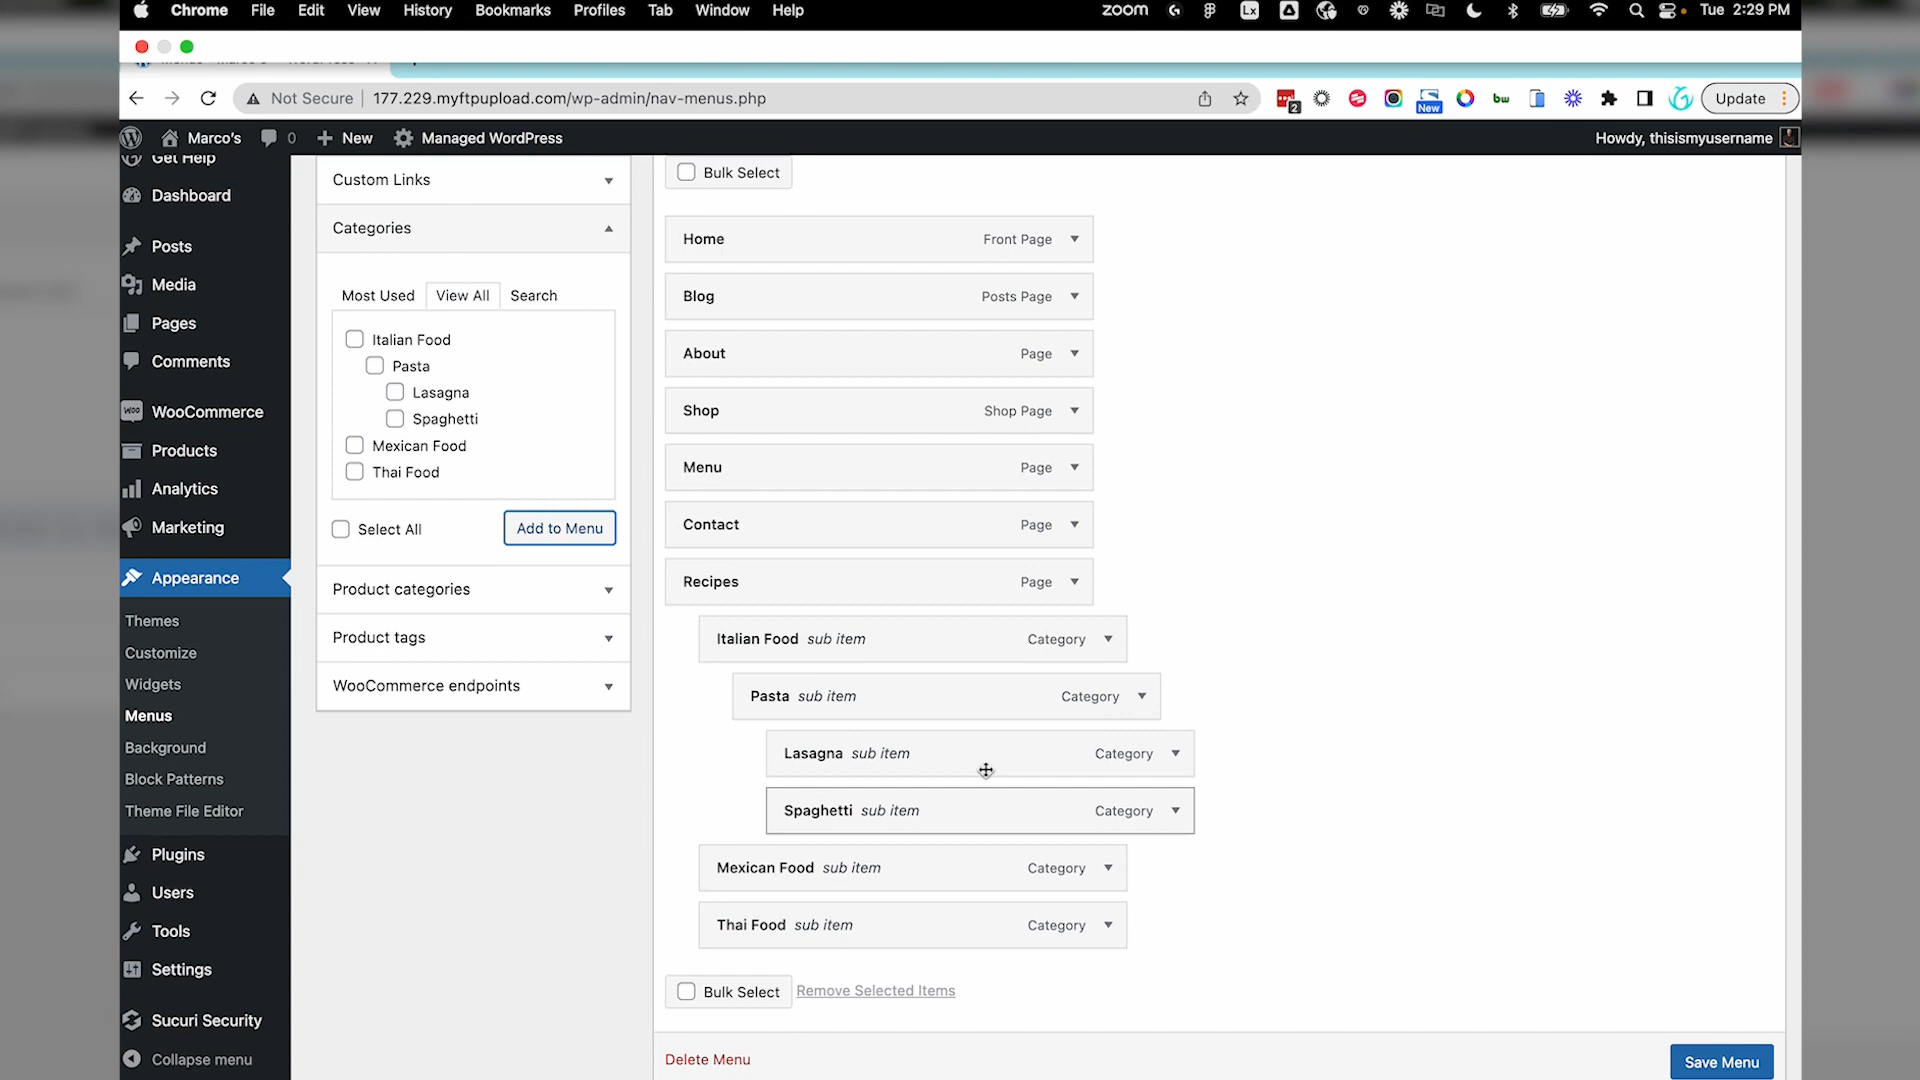 Chrome File Edit View History Bookmarks Profiles Tab Window Help zoom Lx Tue 2:29 PM
Not Secure 177.229.myftpupload.com/wp-admin/nav-menus.php 2 New bw Update
Marco's 0 New Managed WordPress Howdy, thisismyusername
Get Help
Dashboard
Posts
Media
Pages
Comments
WooCommerce
Products
Analytics
Marketing
Appearance
Themes
Customize
Widgets
Menus
Background
Block Patterns
Theme File Editor
Plugins
Users
Tools
Settings
Sucuri Security
Collapse menu
Custom Links
Categories
Most Used View All Search
Italian Food
Pasta
Lasagna
Spaghetti
Mexican Food
Thai Food
Select All Add to Menu
Product categories
Product tags
WooCommerce endpoints
Bulk Select
Home Front Page
Blog Posts Page
About Page
Shop Shop Page
Menu Page
Contact Page
Recipes Page
Italian Food sub item Category
Pasta sub item Category
Lasagna sub item Category
Spaghetti sub item Category
Mexican Food sub item Category
Thai Food sub item Category
Bulk Select Remove Selected Items
Delete Menu Save Menu